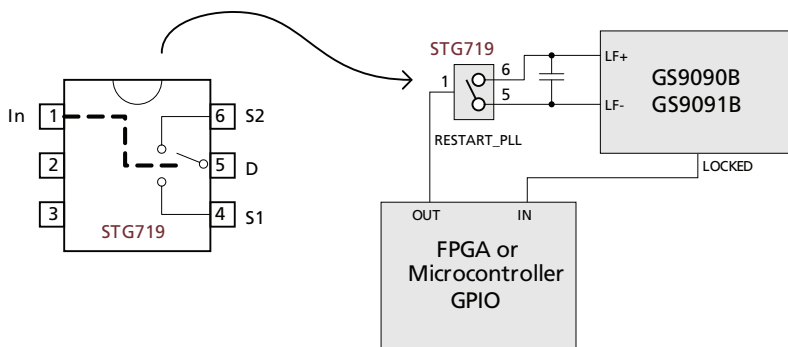 In
1
2
3
6
5
4
S2
D
S1
STG719
STG719
1
6
5
RESTART_PLL
LF+
LF-
GS9090B
GS9091B
LOCKED
OUT
IN
FPGA or
Microcontroller
GPIO